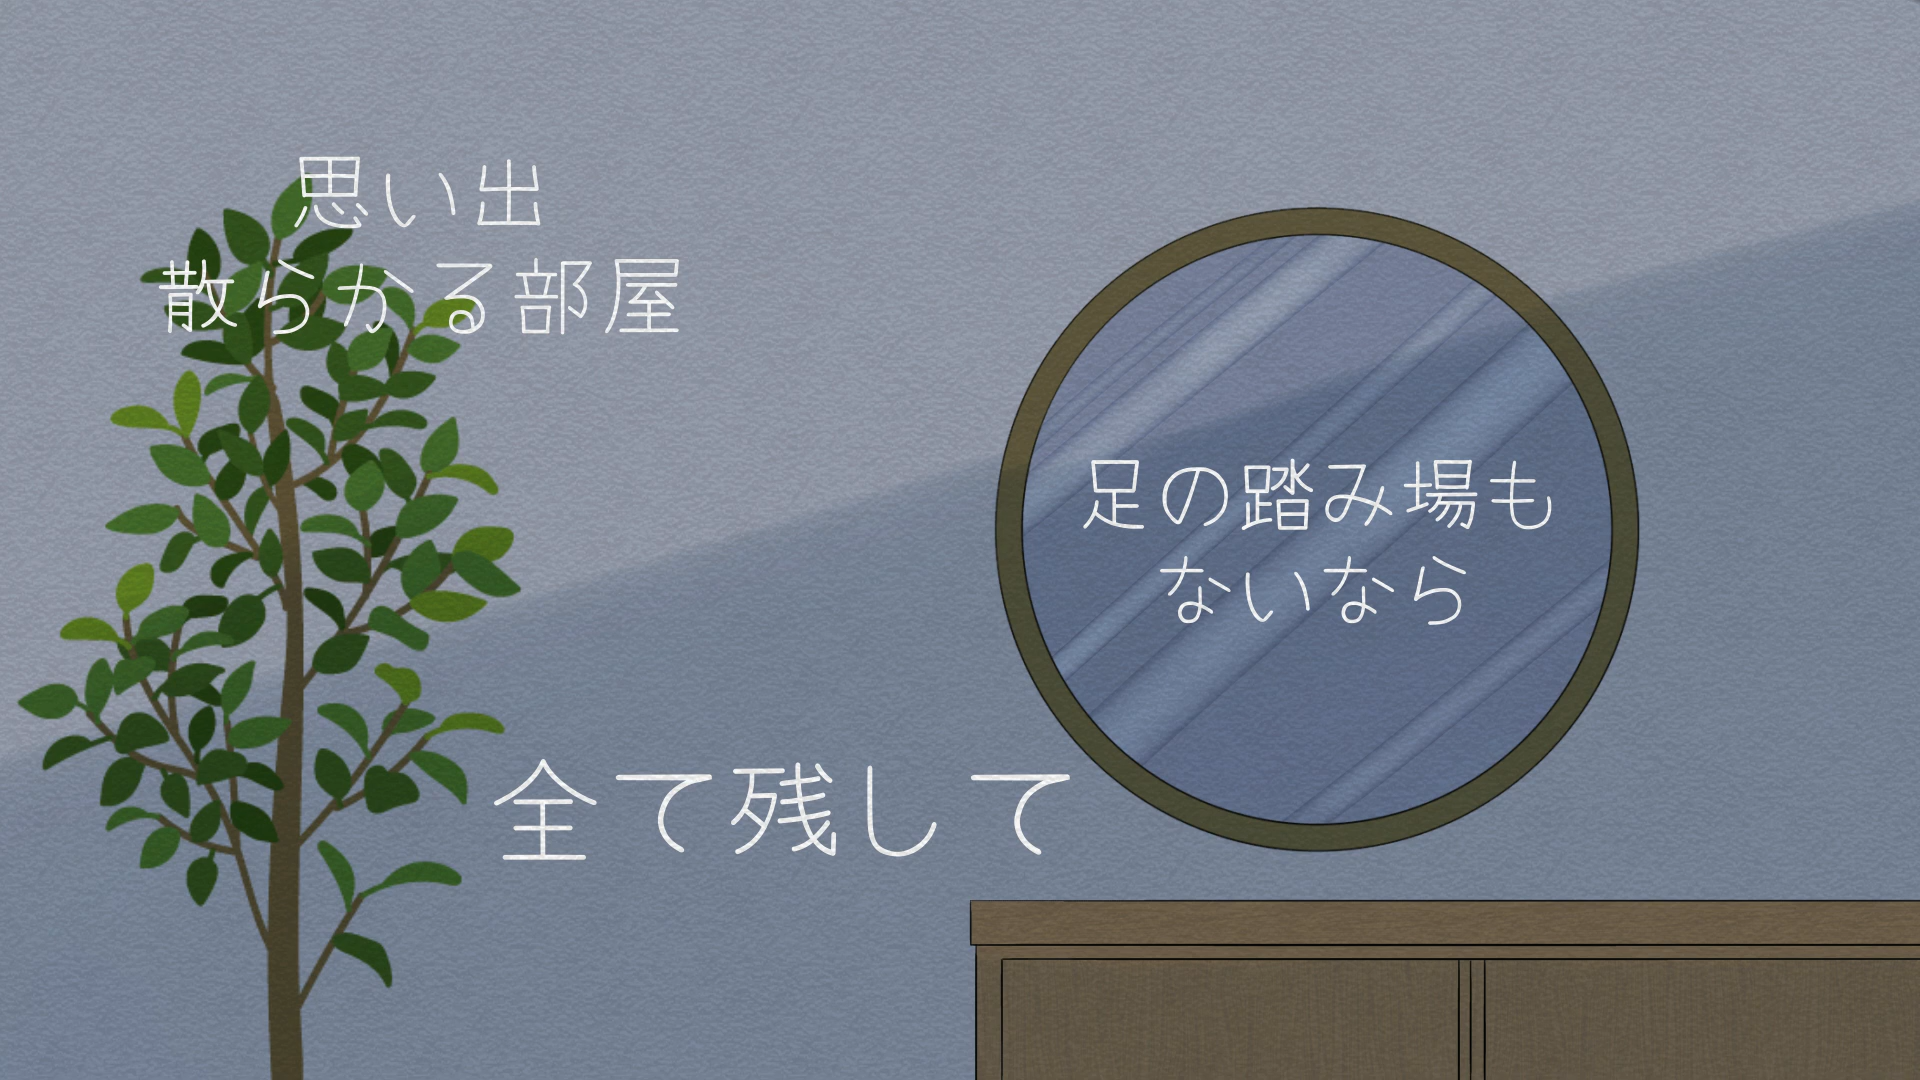 思い出
散らかる部屋
足の踏み場も
ないなら
全て残して